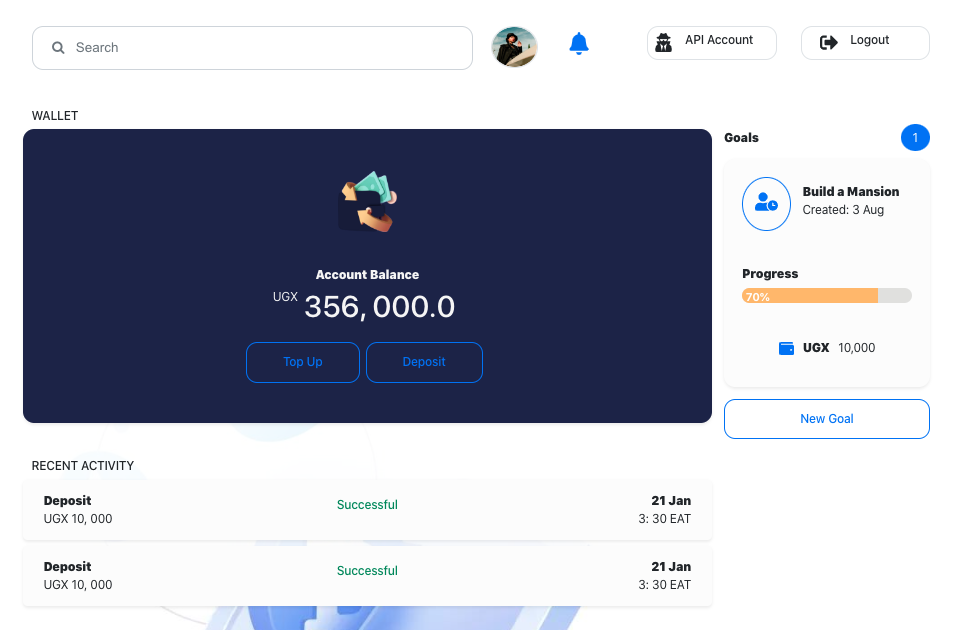 Search
API Account
Logout
WALLET
Account Balance
UGX 356, 000.0
Top Up
Deposit
Goals
1
Build a Mansion
Created: 3 Aug
Progress
70%
UGX 10,000
New Goal
RECENT ACTIVITY
Deposit
UGX 10, 000
Successful
21 Jan
3: 30 EAT
Deposit
UGX 10, 000
Successful
21 Jan
3: 30 EAT